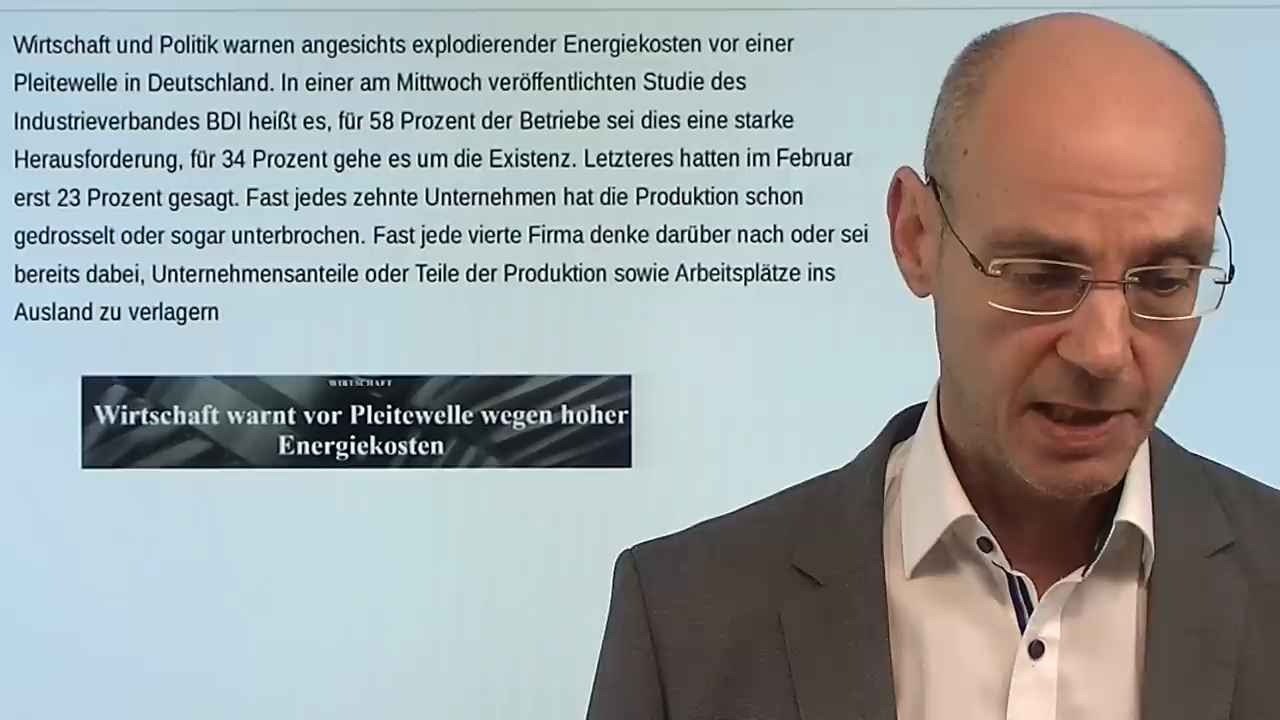 Wirtschaft und Politik warnen angesichts explodierender Energiekosten vor einer
Pleitewelle in Deutschland. In einer am Mittwoch veröffentlichten Studie des
Industrieverbandes BDI heißt es, für 58 Prozent der Betriebe sei dies eine starke
Herausforderung, für 34 Prozent gehe es um die Existenz. Letzteres hatten im Februar
erst 23 Prozent gesagt. Fast jedes zehnte Unternehmen hat die Produktion schon
gedrosselt oder sogar unterbrochen. Fast jede vierte Firma denke darüber nach oder sei
bereits dabei, Unternehmensanteile oder Teile der Produktion sowie Arbeitsplätze ins
Ausland zu verlagern
WIRTSCHAFT
Wirtschaft warnt vor Pleitewelle wegen hoher
Energiekosten